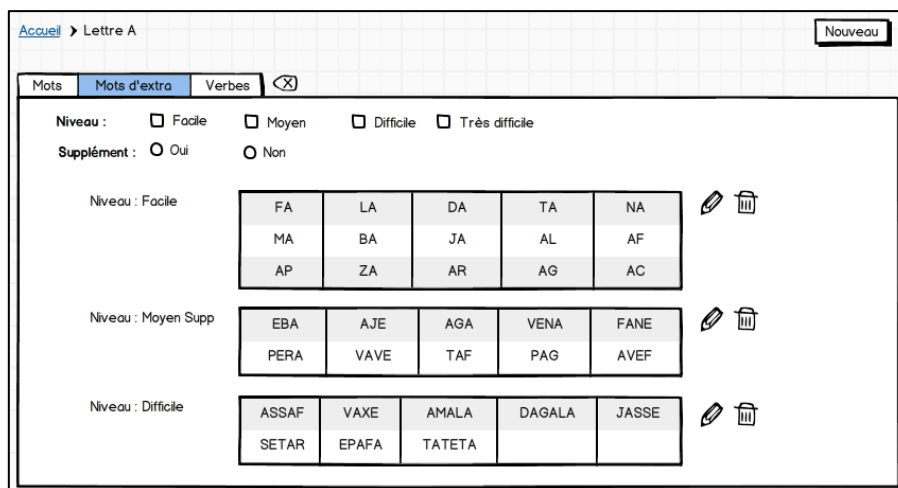 Accueil > Lettre A
Nouveau
Mots Mots d'extra Verbes
Niveau : Facile Moyen Difficile Très difficile
Supplément : Oui Non
Niveau : Facile
FA LA DA TA NA
MA BA JA AL AF
AP ZA AR AG AC
Niveau : Moyen Supp
EBA AJE AGA VENA FANE
PERA VAVE TAF PAG AVEF
Niveau : Difficile
ASSAF VAXE AMALA DAGALA JASSE
SETAR EPAFA TATETA